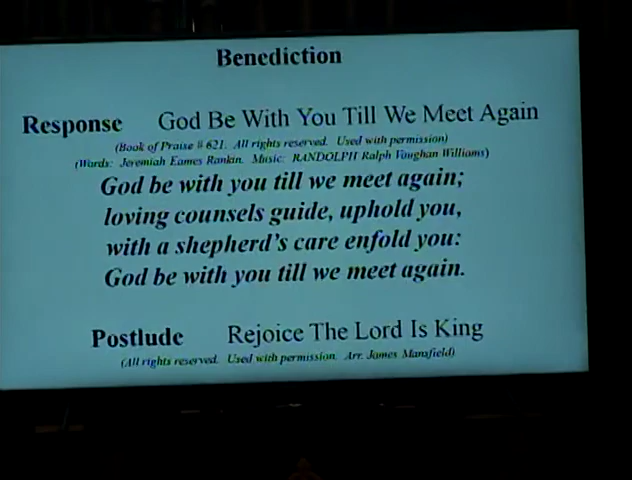 Benediction
Response God Be With You Till We Meet Again
(Book of Praise # 621. All rights reserved. Used with permission)
(Words: Jeremiah Eames Rankin. Music: RANDOLPH Ralph Vaughan Williams)
God be with you till we meet again;
loving counsels guide, uphold you,
with a shepherd's care enfold you:
God be with you till we meet again.
Postlude Rejoice The Lord Is King
(All rights reserved. Used with permission. Arr. James Mansfield)